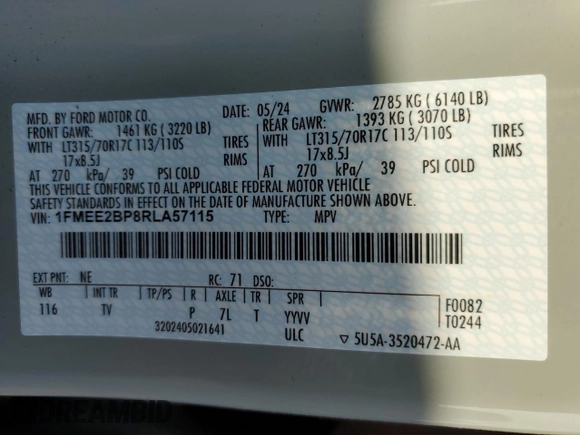 MFD. BY FORD MOTOR CO.
DATE: 05/24 GVWR: 2785 KG ( 6140 LB)
FRONT GAWR: 1461 KG ( 3220 LB) REAR GAWR: 1393 KG ( 3070 LB)
WITH LT315/70R17C 113/110S TIRES WITH LT315/70R17C 113/110S TIRES
17x8.5J RIMS 17x8.5J RIMS
AT 270 kPa/ 39 PSI COLD AT 270 kPa/ 39 PSI COLD
THIS VEHICLE CONFORMS TO ALL APPLICABLE FEDERAL MOTOR VEHICLE
SAFETY STANDARDS IN EFFECT ON THE DATE OF MANUFACTURE SHOWN ABOVE.
VIN: 1FMEE2BP8RLA57115 TYPE: MPV
EXT PNT: NE RC: 71 DSO:
WB INT TR TP/PS R AXLE TR SPR
116 TV P 7L T YYVV
F0082
T0244
3202405021641 ULC ▽ 5U5A-3520472-AA
DREAMBID